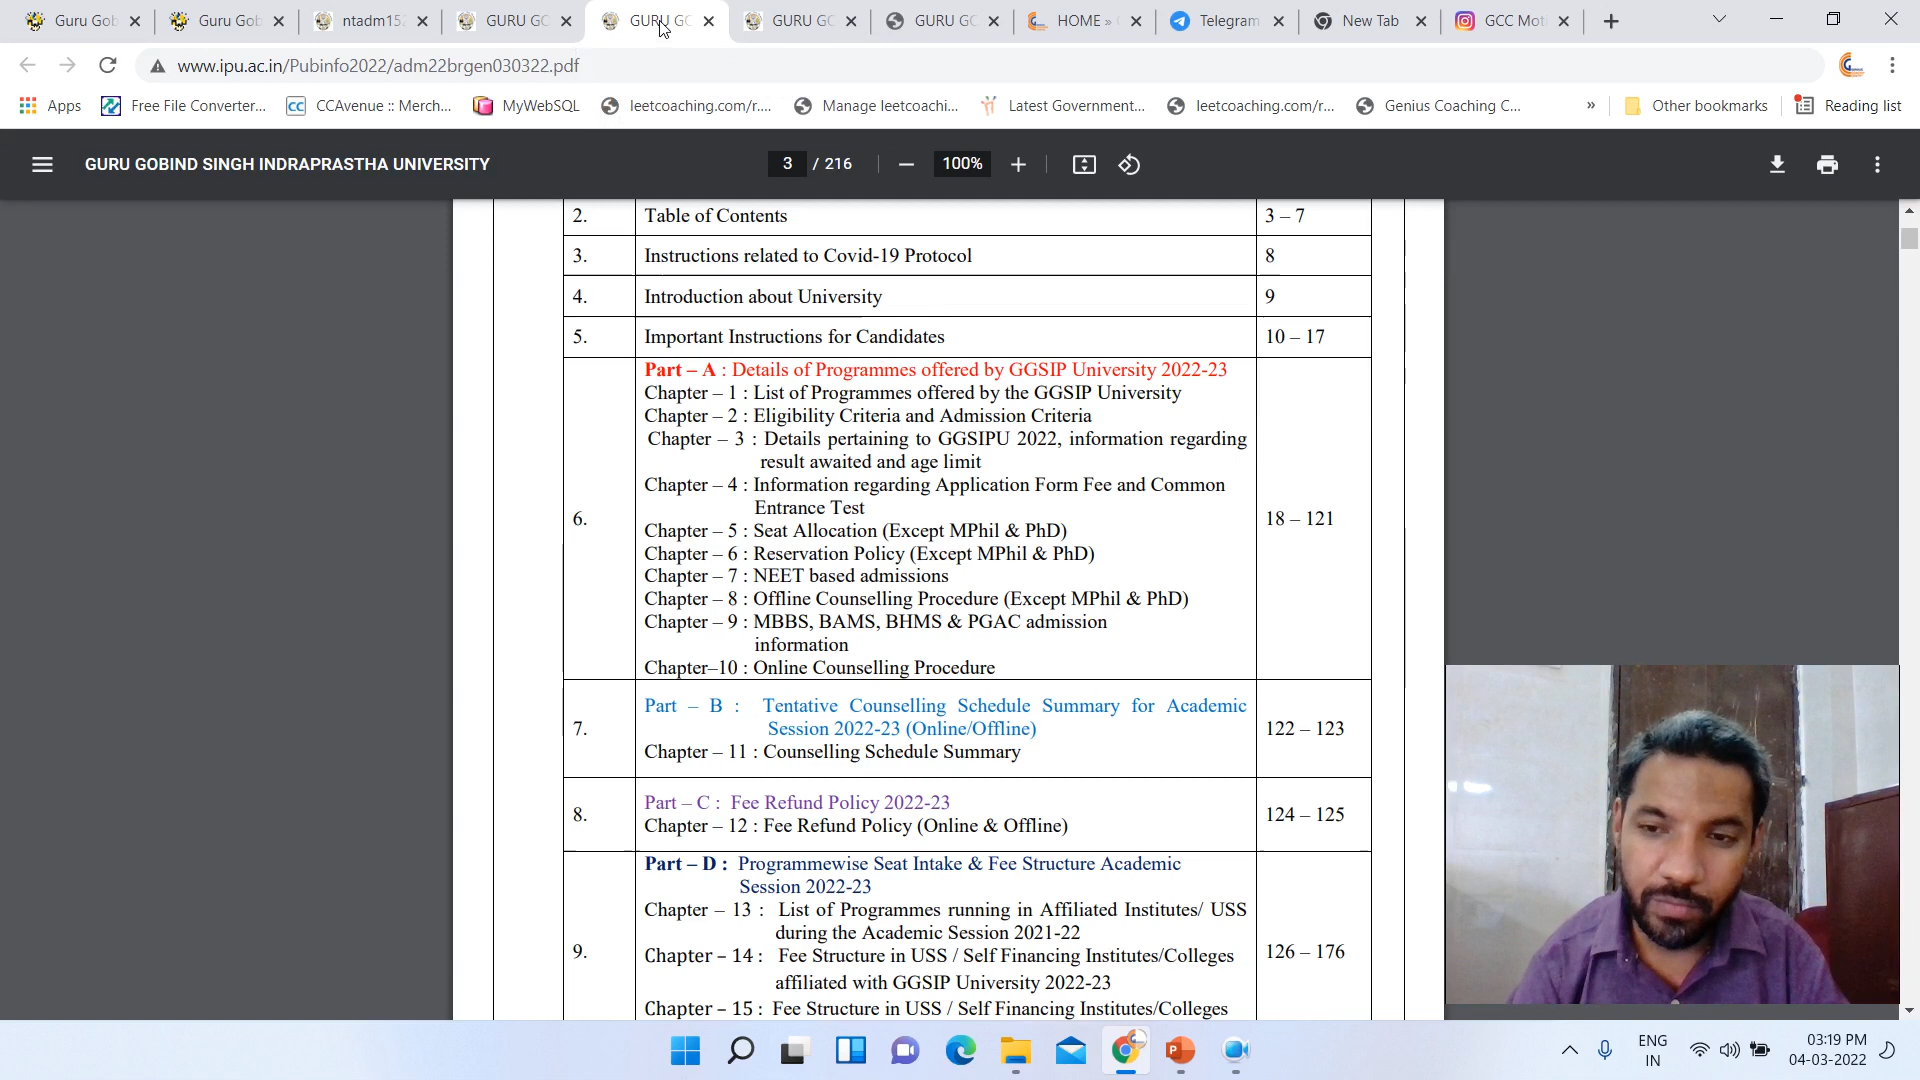 Guru Gob
Guru Gob
ntadm152
GURU GO
GURU GO
GURU GO
GURU GO
HOME »
Telegram
New Tab
GCC Mot
www.ipu.ac.in/Pubinfo2022/adm22brgen030322.pdf
Apps
Free File Converter...
CCAvenue :: Merch...
MyWebSQL
leetcoaching.com/r....
Manage leetcoachi...
Latest Government...
leetcoaching.com/r...
Genius Coaching C...
»
Other bookmarks
Reading list
GURU GOBIND SINGH INDRAPRASTHA UNIVERSITY
3 / 216
100%
2. Table of Contents 3 – 7
3. Instructions related to Covid-19 Protocol 8
4. Introduction about University 9
5. Important Instructions for Candidates 10 – 17
Part – A : Details of Programmes offered by GGSIP University 2022-23
Chapter – 1 : List of Programmes offered by the GGSIP University
Chapter – 2 : Eligibility Criteria and Admission Criteria
Chapter – 3 : Details pertaining to GGSIPU 2022, information regarding
result awaited and age limit
Chapter – 4 : Information regarding Application Form Fee and Common
Entrance Test
6. 18 – 121
Chapter – 5 : Seat Allocation (Except MPhil & PhD)
Chapter – 6 : Reservation Policy (Except MPhil & PhD)
Chapter – 7 : NEET based admissions
Chapter – 8 : Offline Counselling Procedure (Except MPhil & PhD)
Chapter – 9 : MBBS, BAMS, BHMS & PGAC admission
information
Chapter–10 : Online Counselling Procedure
Part – B : Tentative Counselling Schedule Summary for Academic
7. Session 2022-23 (Online/Offline) 122 – 123
Chapter – 11 : Counselling Schedule Summary
Part – C : Fee Refund Policy 2022-23
8. 124 – 125
Chapter – 12 : Fee Refund Policy (Online & Offline)
Part – D : Programmewise Seat Intake & Fee Structure Academic
Session 2022-23
Chapter – 13 : List of Programmes running in Affiliated Institutes/ USS
during the Academic Session 2021-22
9. Chapter – 14 : Fee Structure in USS / Self Financing Institutes/Colleges 126 – 176
affiliated with GGSIP University 2022-23
Chapter – 15 : Fee Structure in USS / Self Financing Institutes/Colleges
ENG
IN
03:19 PM
04-03-2022